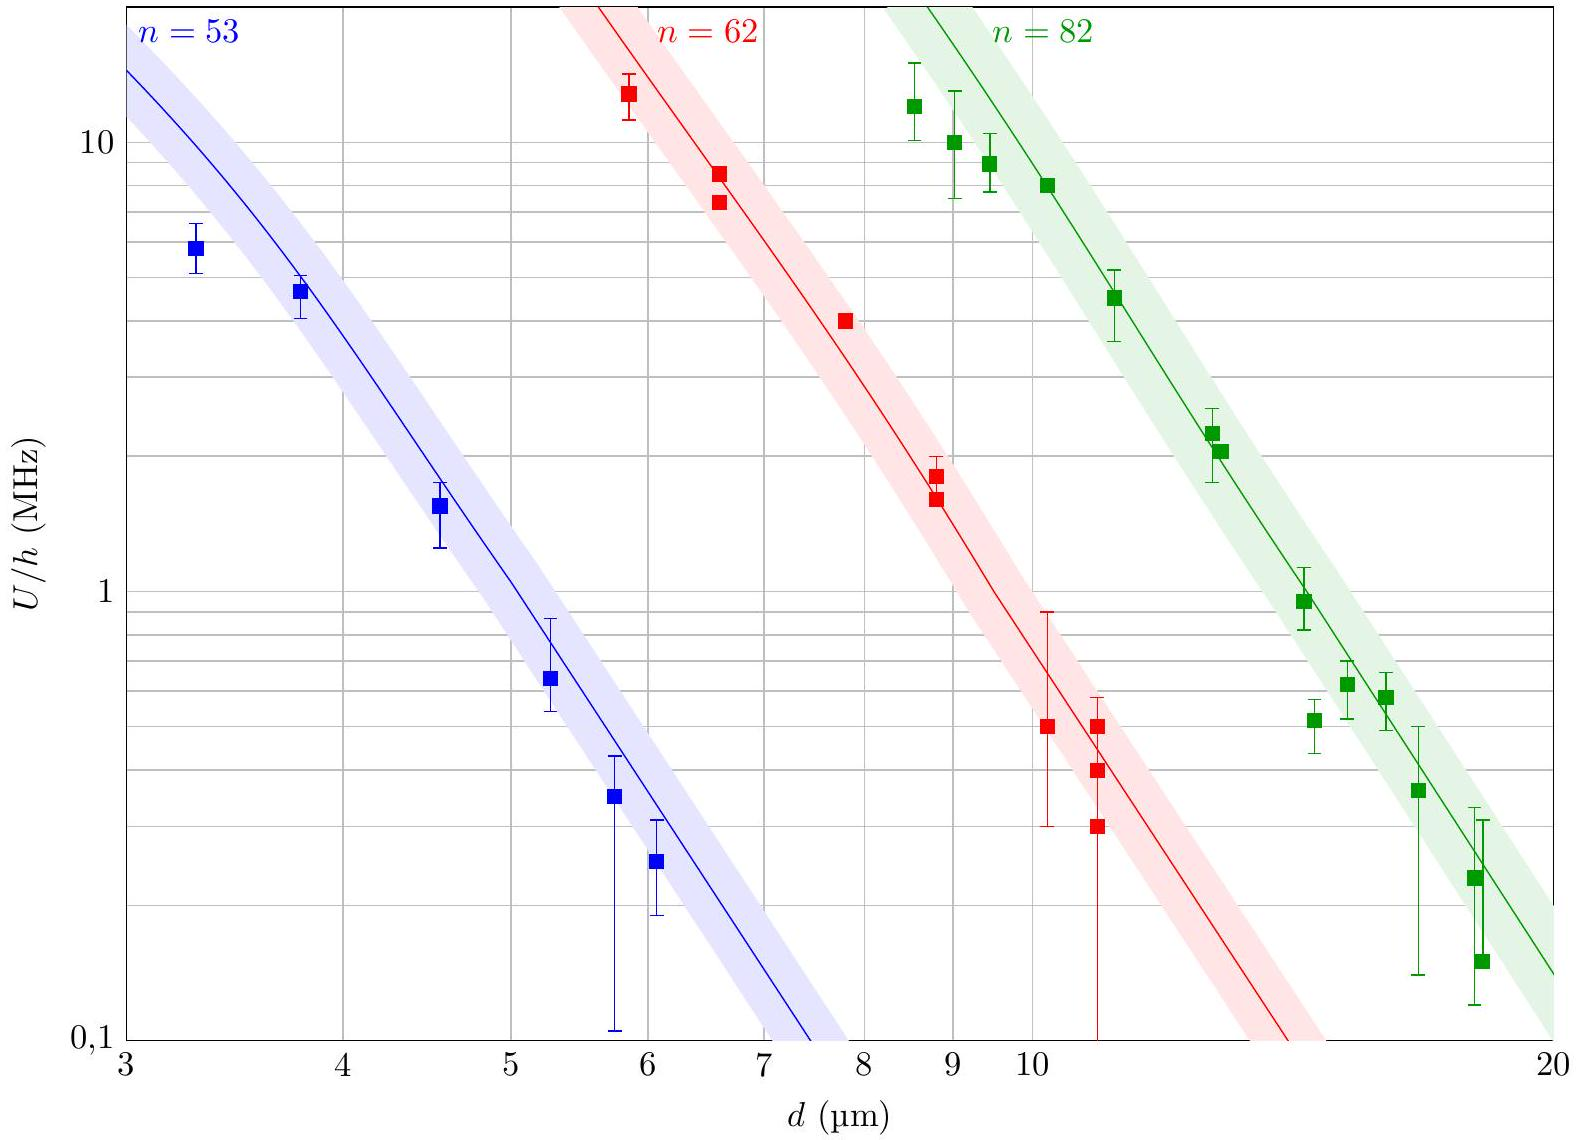 n = 53
n = 62
n = 82
10
1
0,1
U/h (MHz)
3 4 5 6 7 8 9 10 20
d (µm)